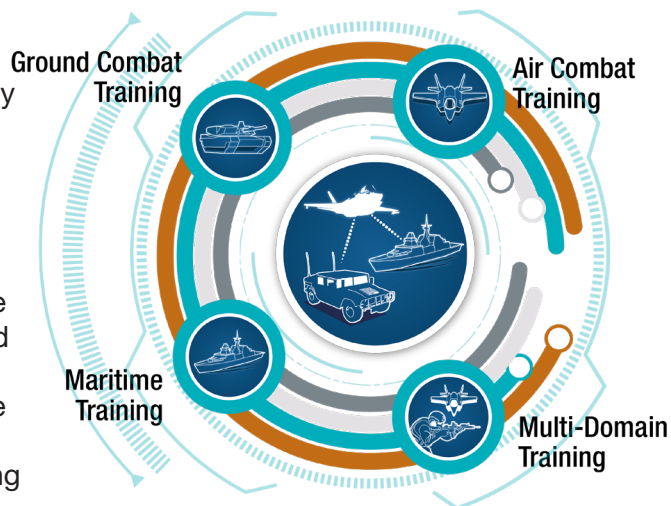 Ground Combat
Training
Air Combat
Training
Maritime
Training
Multi-Domain
Training